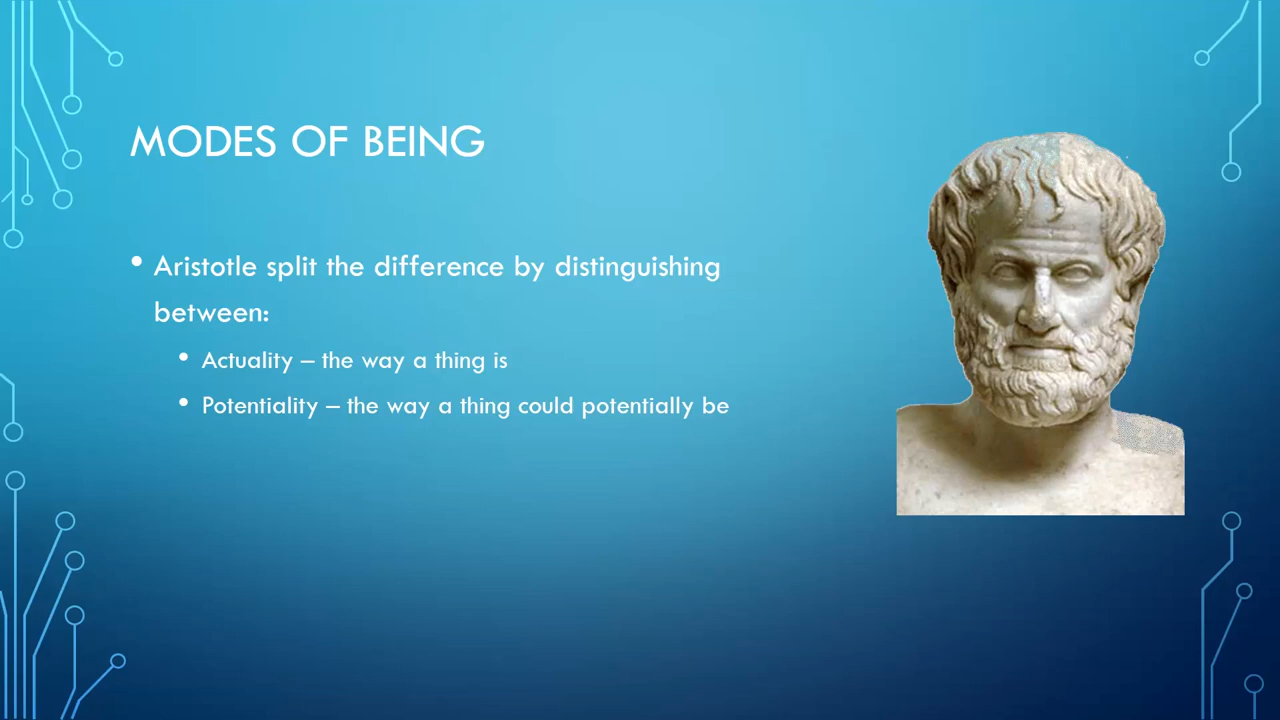 MODES OF BEING
• Aristotle split the difference by distinguishing
between:
• Actuality – the way a thing is
• Potentiality – the way a thing could potentially be